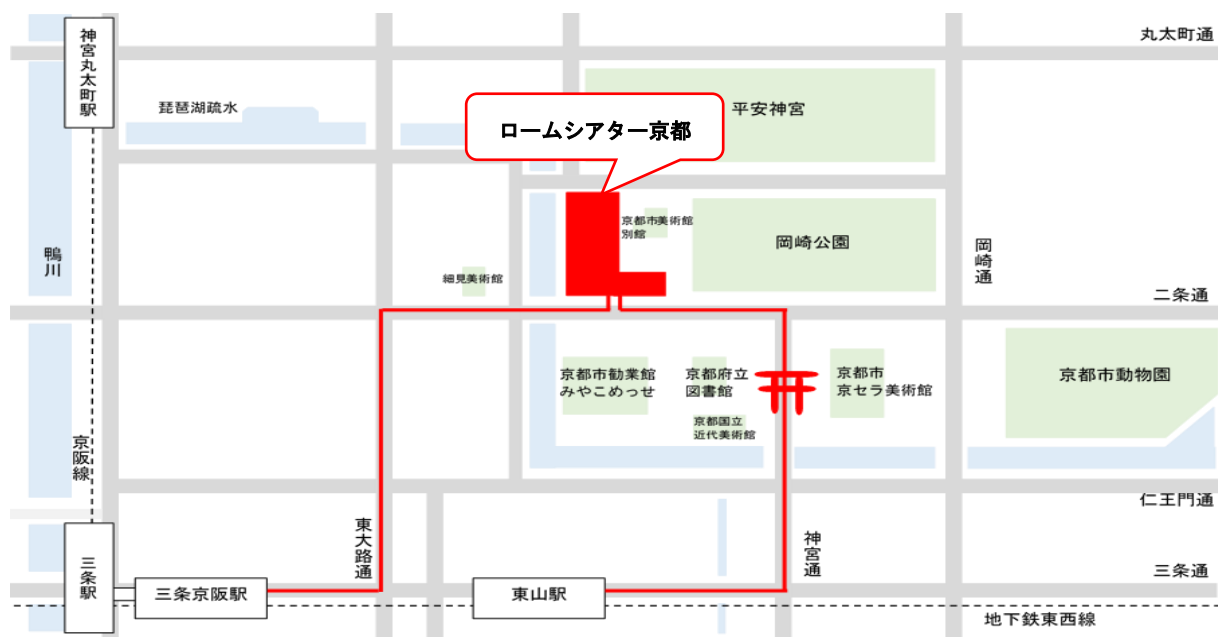 丸太町通
神宮丸太町駅
琵琶湖疏水
平安神宮
ロームシアター京都
京都市美術館
別館
岡崎公園
鴨川
細見美術館
岡崎通
二条通
京都市勧業館
みやこめっせ
京都府立
図書館
京都市
京セラ美術館
京都市動物園
京都国立
近代美術館
京阪線
仁王門通
東大路通
神宮通
三条駅
三条京阪駅
東山駅
三条通
地下鉄東西線